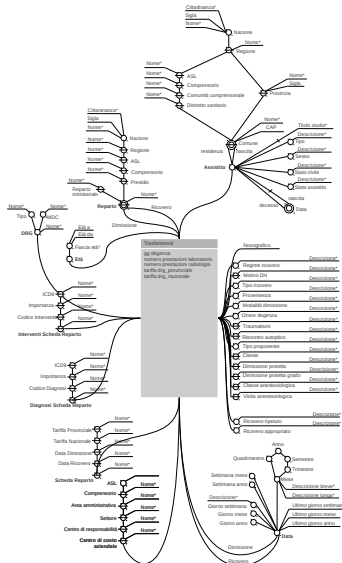 Cittadinanza*
Sigla
Nome*
Nazione
Nome*
Regione
Nome*
ASL
Nome*
Comprensorio
Nome*
Comunità comprensoriale
Nome*
Distretto sanitario
Nome*
Sigla
Provincia
Nome*
CAP
Comune
residenza
nascita
Assistito
Titolo studio*
Descrizione*
Tipo
Descrizione*
Sesso
Descrizione*
Stato civile
Descrizione*
Stato assistito
nascita
decesso
Data
Cittadinanza*
Sigla
Nome*
Nazione
Nome*
Regione
Nome*
ASL
Nome*
Comprensorio
Nome*
Presidio
Nome*
Reparto
ministeriale
Nome*
Reparto
Ricovero
Dimissione
Nome*
Nome*
Tipo
MDC
Nome*
DRG
Età a
Età da
Fascia età*
Età
Trasferimenti
gg degenza
numero prestazioni laboratorio
numero prestazioni radiologia
tariffa drg_provinciale
tariffa drg_nazionale
Nosografico
Descrizione*
Regime ricovero
Descrizione*
Motivo DH
Descrizione*
Tipo ricovero
Descrizione*
Provenienza
Descrizione*
Modalità dimissione
Descrizione*
Onere degenza
Descrizione*
Traumatismi
Descrizione*
Riscontro autoptico
Descrizione*
Tipo proponente
Descrizione*
Classe
Descrizione*
Dimissione protetta
Descrizione*
Dimissione protetta grado
Descrizione*
Classe anestesiologica
Descrizione*
Visita anestesiologica
Descrizione*
Ricovero ripetuto
Descrizione*
Ricovero appropriato
ICD9
Nome*
Importanza
Nome*
Codice Intervento
Nome*
Nome*
Interventi Scheda Reparto
ICD9
Nome*
Importanza
Nome*
Codice Diagnosi
Nome*
Nome*
Diagnosi Scheda Reparto
Tariffa Provinciale
Nome*
Tariffa Nazionale
Nome*
Data Dimissione
Nome*
Data Ricovero
Nome*
Nome*
Scheda Reparto
ASL
Nome*
Comprensorio
Nome*
Area amministrativa
Nome*
Settore
Nome*
Centro di responsabilità
Nome*
Centro di costo
aziendale
Nome*
Anno
Quadrimestre
Semestre
Trimestre
Mese
Settimana mese
Settimana anno
Descrizione*
Giorno settimana
Giorno mese
Giorno anno
Descrizione breve*
Descrizione lunga*
Ultimo giorno settimana
Ultimo giorno mese
Ultimo giorno anno
Data
Dimissione
Ricovero